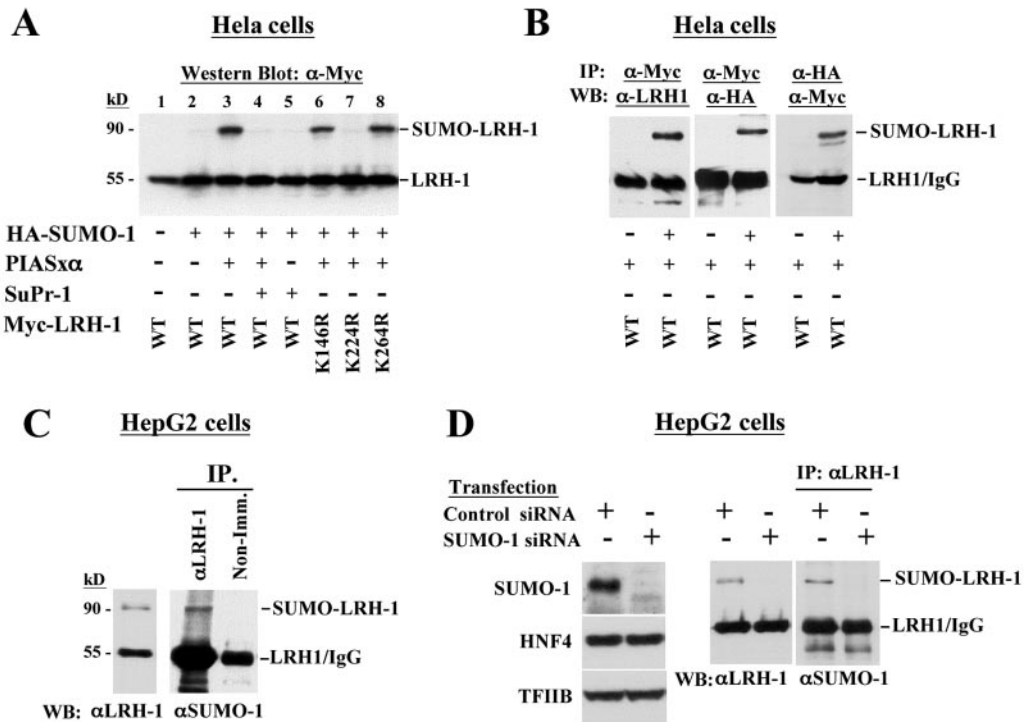 A
Hela cells
Western Blot: α-Myc
kD 1 2 3 4 5 6 7 8
90 - –SUMO-LRH-1
55 - –LRH-1
HA-SUMO-1 - + + + + + + +
PIASxα - - + + - + + +
SuPr-1 - - - + + - - -
Myc-LRH-1 WT WT WT WT WT K146R K224R K264R
B
Hela cells
IP: α-Myc α-Myc α-HA
WB: α-LRH1 α-HA α-Myc
–SUMO-LRH-1
–LRH1/IgG
- + - + - +
+ + + + + +
- - - - - -
WT WT WT WT WT WT
C
HepG2 cells
IP.
αLRH-1 Non-Imm.
kD
90 - –SUMO-LRH-1
55 - –LRH1/IgG
WB: αLRH-1 αSUMO-1
D
HepG2 cells
IP: αLRH-1
Transfection
Control siRNA + - + - + -
SUMO-1 siRNA - + - + - +
SUMO-1
HNF4
TFIIB
–SUMO-LRH-1
–LRH1/IgG
WB: αLRH-1 αSUMO-1